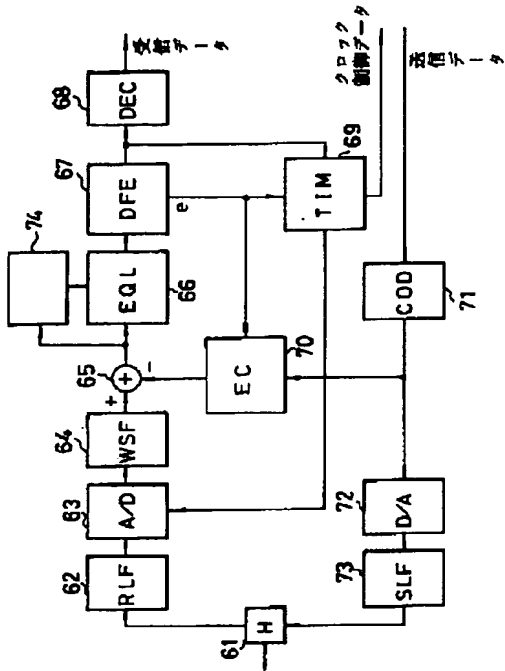 74
62
RLF
63
A/D
64
WSF
65
+
+
−
EQL
66
67
DFE
68
DEC
受信データ
e
61
H
EC
70
TIM
69
クロック
制御データ
73
SLF
72
D/A
COD
71
送信データ